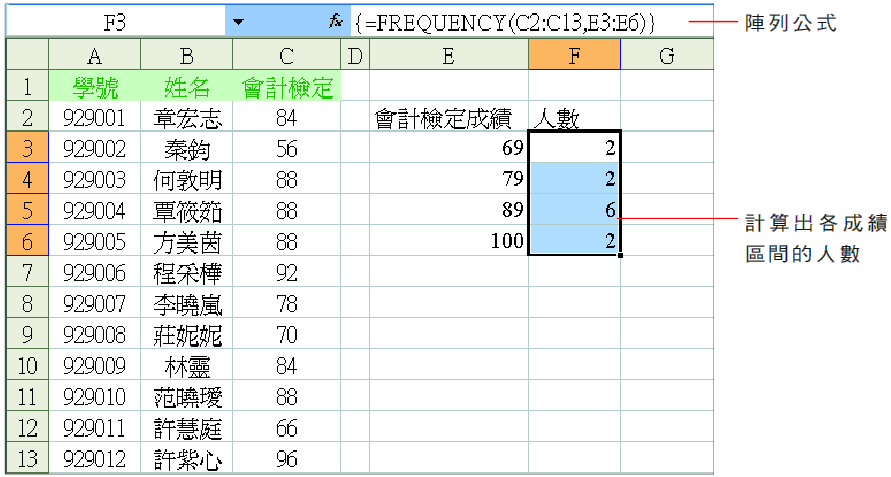 F3 fx {=FREQUENCY(C2:C13,E3:E6)} 陣列公式
A B C D E F G
1 學號 姓名 會計檢定
2 929001 章宏志 84 會計檢定成績 人數
3 929002 秦鈞 56 69 2
4 929003 何敦明 88 79 2
5 929004 覃筱筎 88 89 6
6 929005 方美茵 88 100 2
計算出各成績
區間的人數
7 929006 程采樺 92
8 929007 李曉嵐 78
9 929008 莊妮妮 70
10 929009 林靈 84
11 929010 范曉璦 88
12 929011 許慧庭 66
13 929012 許紫心 96